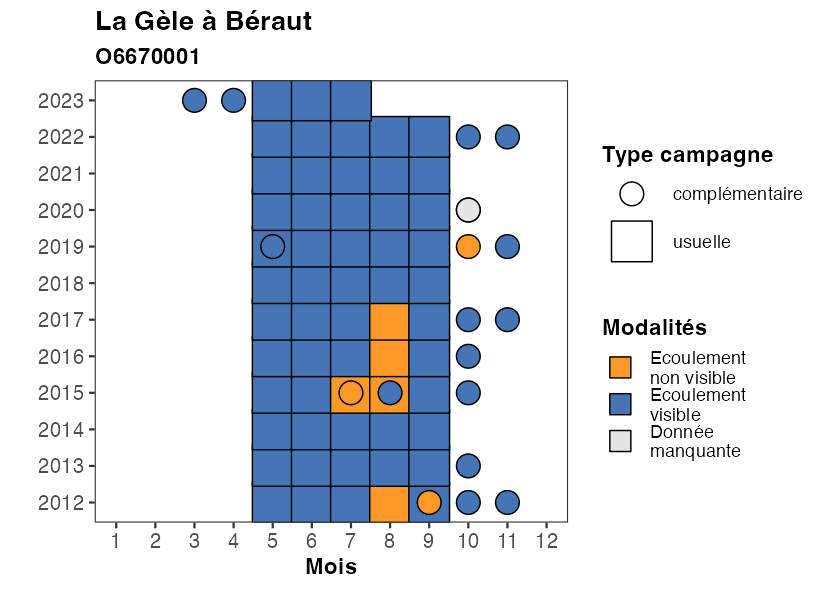 La Gèle à Béraut
O6670001
2023
2022
2021
2020
2019
2018
2017
2016
2015
2014
2013
2012
1 2 3 4 5 6 7 8 9 10 11 12
Mois
Type campagne
complémentaire
usuelle
Modalités
Ecoulement
non visible
Ecoulement
visible
Donnée
manquante